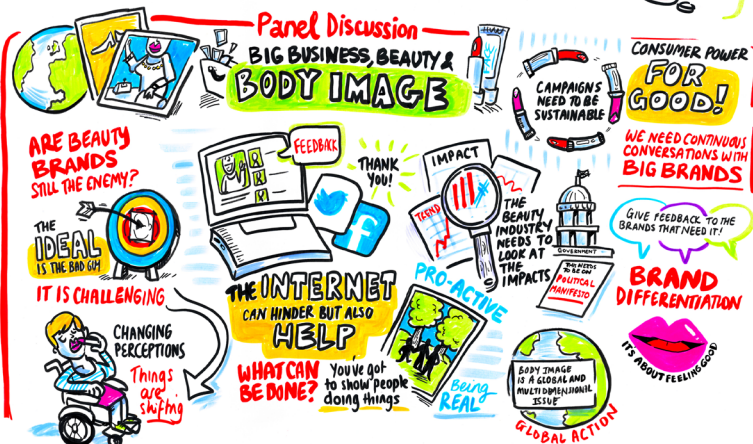 Panel Discussion
BIG BUSINESS, BEAUTY &
BODY IMAGE
FACE
ARE BEAUTY
BRANDS
STILL THE ENEMY?
THE
IDEAL
IS THE BAD GUY
IT IS CHALLENGING
CHANGING
PERCEPTIONS
Things
are
shifting
FEEDBACK
THANK
YOU!
THE INTERNET
CAN HINDER BUT ALSO
HELP
WHAT CAN
BE DONE?
You've got
to show people
doing things
IMPACT
TREND
THE
BEAUTY
INDUSTRY
NEEDS TO
LOOK AT
THE
IMPACTS
PRO-ACTIVE
Being
REAL
CAMPAIGNS
NEED TO BE
SUSTAINABLE
GOVERNMENT
THIS NEEDS
TO BE ON
POLITICAL
MANIFESTO
BODY IMAGE
IS A GLOBAL AND
MULTI DIMENSIONAL
ISSUE
GLOBAL ACTION
CONSUMER POWER
FOR
GOOD!
WE NEED CONTINUOUS
CONVERSATIONS WITH
BIG BRANDS
GIVE FEEDBACK TO THE
BRANDS THAT NEED IT!
BRAND
DIFFERENTIATION
IT'S ABOUT FEELING GOOD